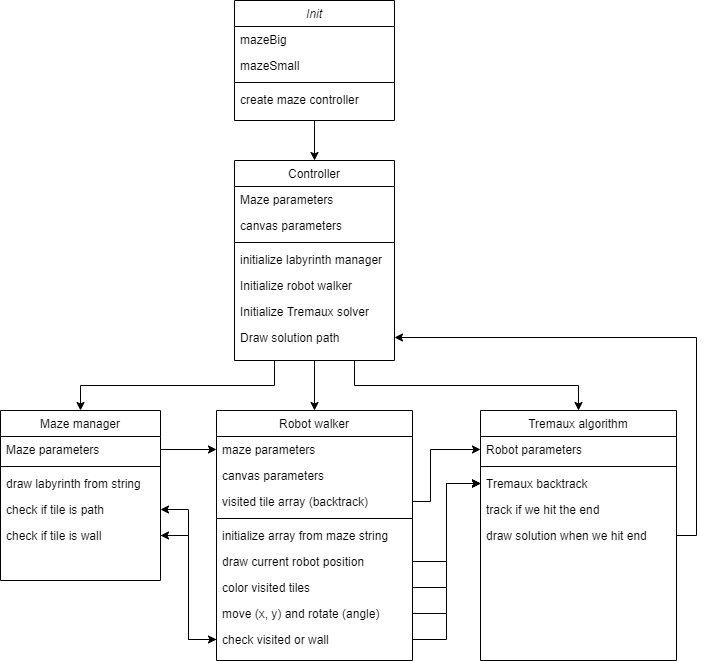 Init
mazeBig
mazeSmall
create maze controller
Controller
Maze parameters
canvas parameters
initialize labyrinth manager
Initialize robot walker
Initialize Tremaux solver
Draw solution path
Maze manager
Maze parameters
draw labyrinth from string
check if tile is path
check if tile is wall
Robot walker
maze parameters
canvas parameters
visited tile array (backtrack)
initialize array from maze string
draw current robot position
color visited tiles
move (x, y) and rotate (angle)
check visited or wall
Tremaux algorithm
Robot parameters
Tremaux backtrack
track if we hit the end
draw solution when we hit end